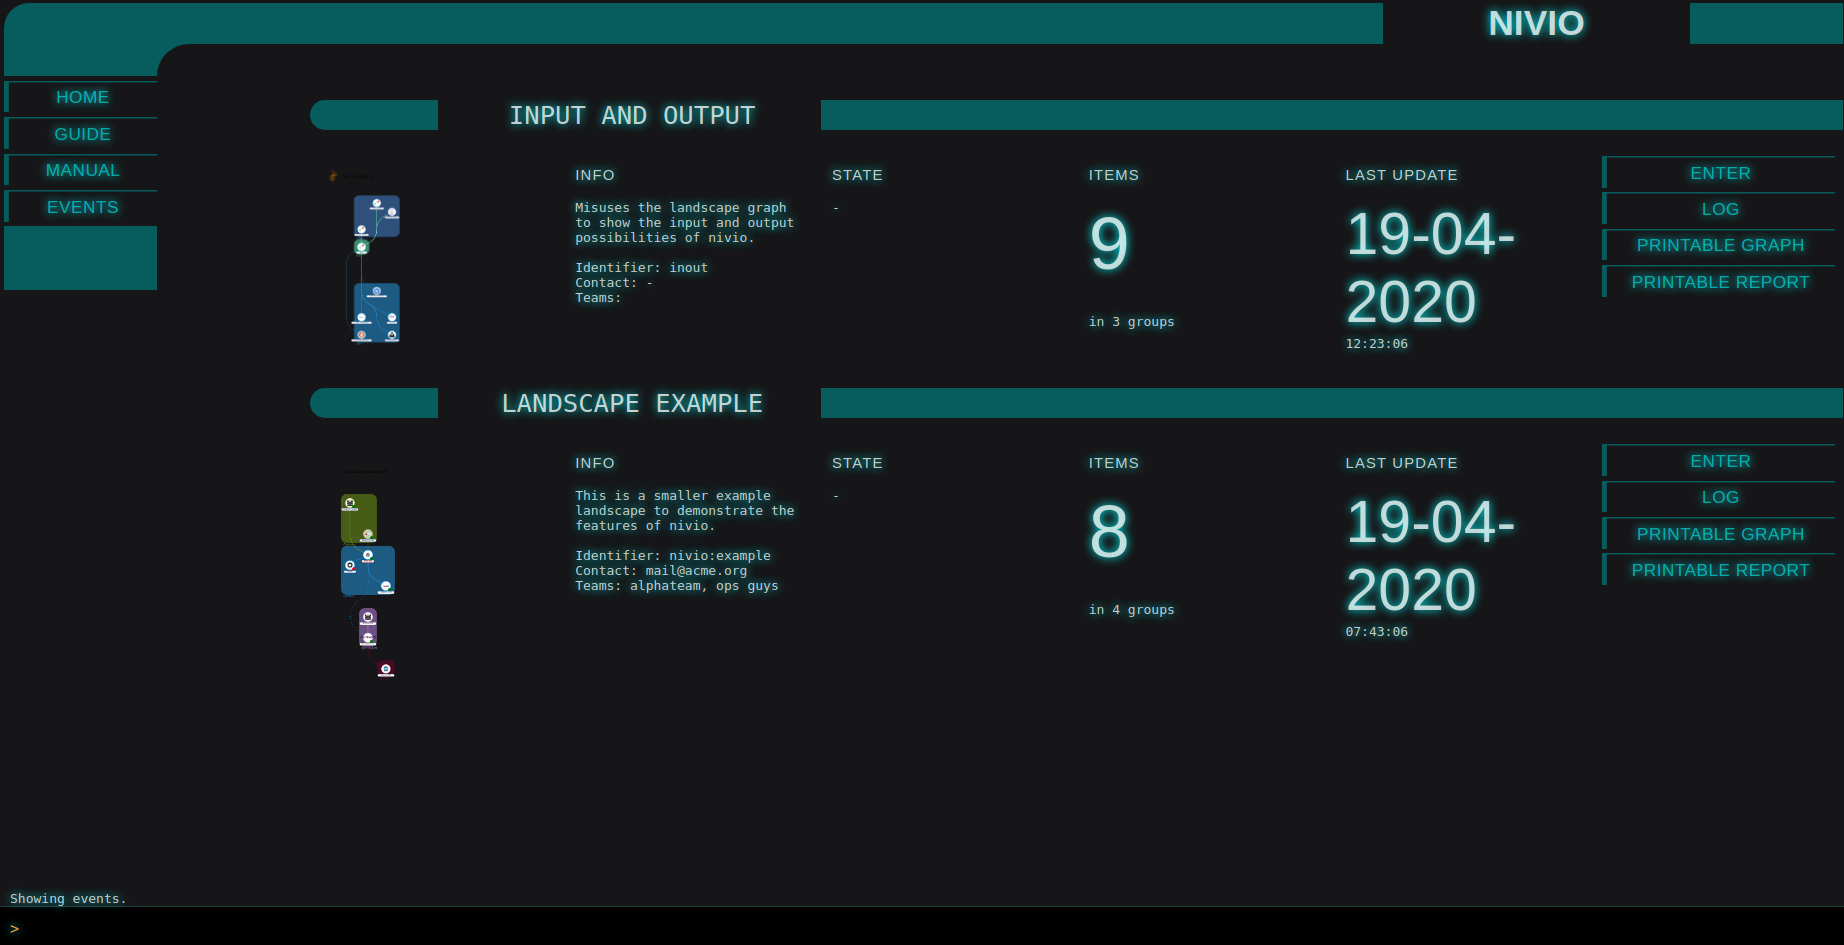 NIVIO
HOME
GUIDE
MANUAL
EVENTS
INPUT AND OUTPUT
INFO
Misuses the landscape graph
to show the input and output
possibilities of nivio.
Identifier: inout
Contact: -
Teams:
STATE
-
ITEMS
9
in 3 groups
LAST UPDATE
19-04-
2020
12:23:06
ENTER
LOG
PRINTABLE GRAPH
PRINTABLE REPORT
LANDSCAPE EXAMPLE
INFO
This is a smaller example
landscape to demonstrate the
features of nivio.
Identifier: nivio:example
Contact: mail@acme.org
Teams: alphateam, ops guys
STATE
-
ITEMS
8
in 4 groups
LAST UPDATE
19-04-
2020
07:43:06
ENTER
LOG
PRINTABLE GRAPH
PRINTABLE REPORT
Showing events.
>